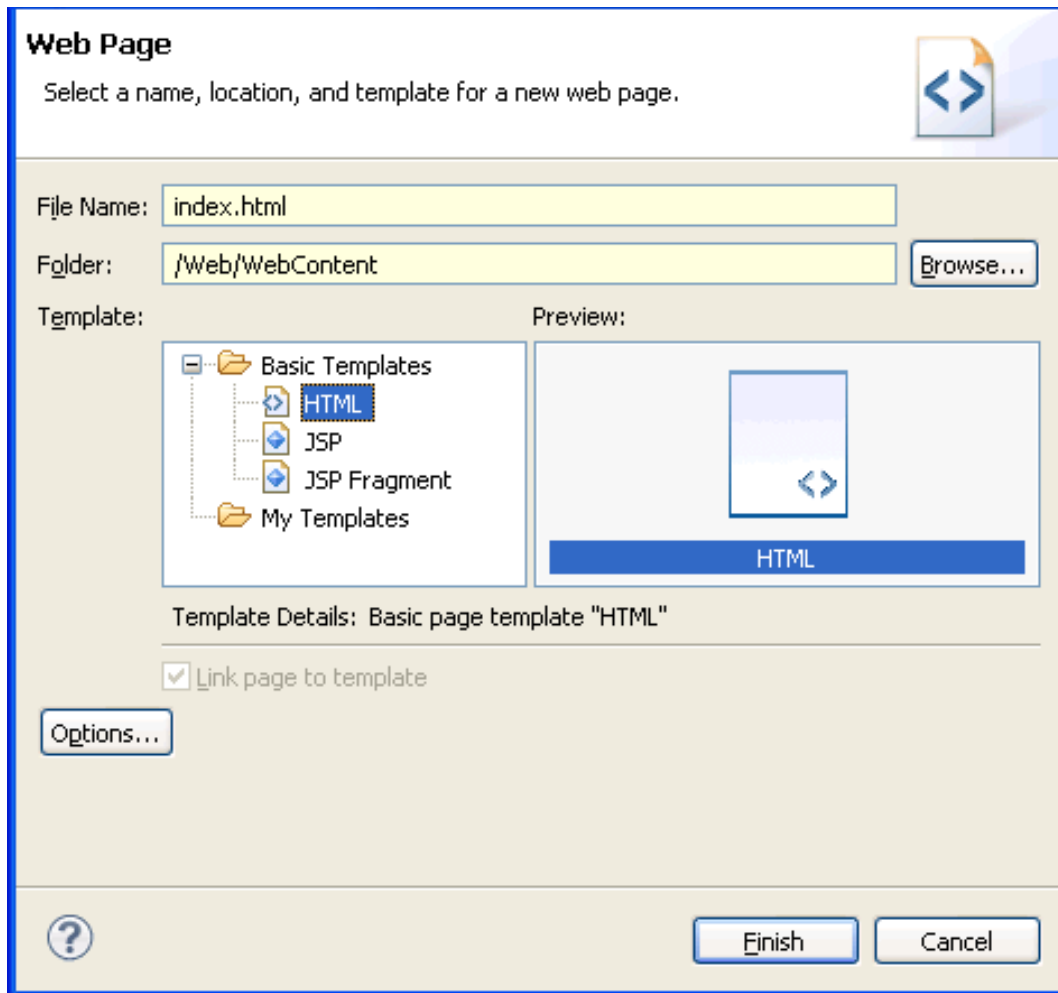 Web Page
Select a name, location, and template for a new web page.
File Name: index.html
Folder: /Web/WebContent Browse...
Template: Preview:
Basic Templates
HTML
JSP
JSP Fragment
My Templates
HTML
Template Details: Basic page template "HTML"
Link page to template
Options...
? Finish Cancel